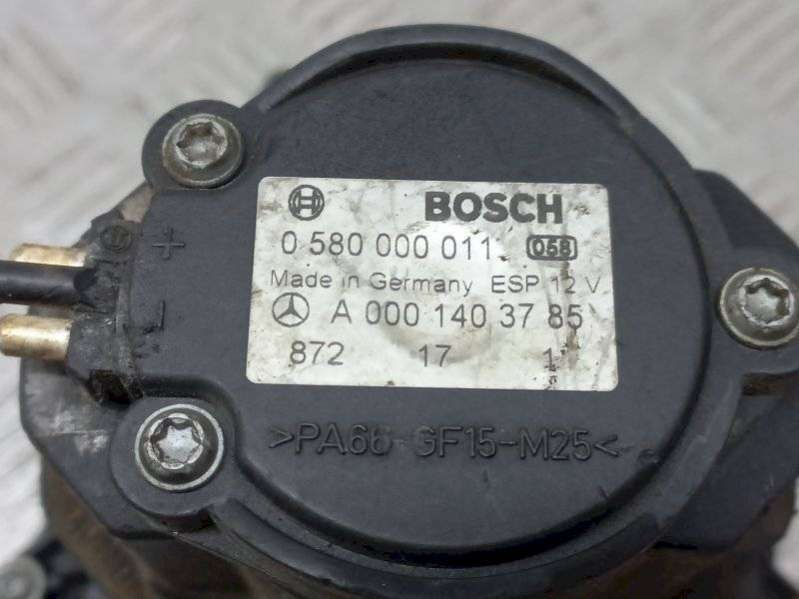 BOSCH
0 580 000 011 058
Made in Germany ESP 12 V
A 000 140 37 85
872 17 1
+
-
>PA66-GF15-M25<